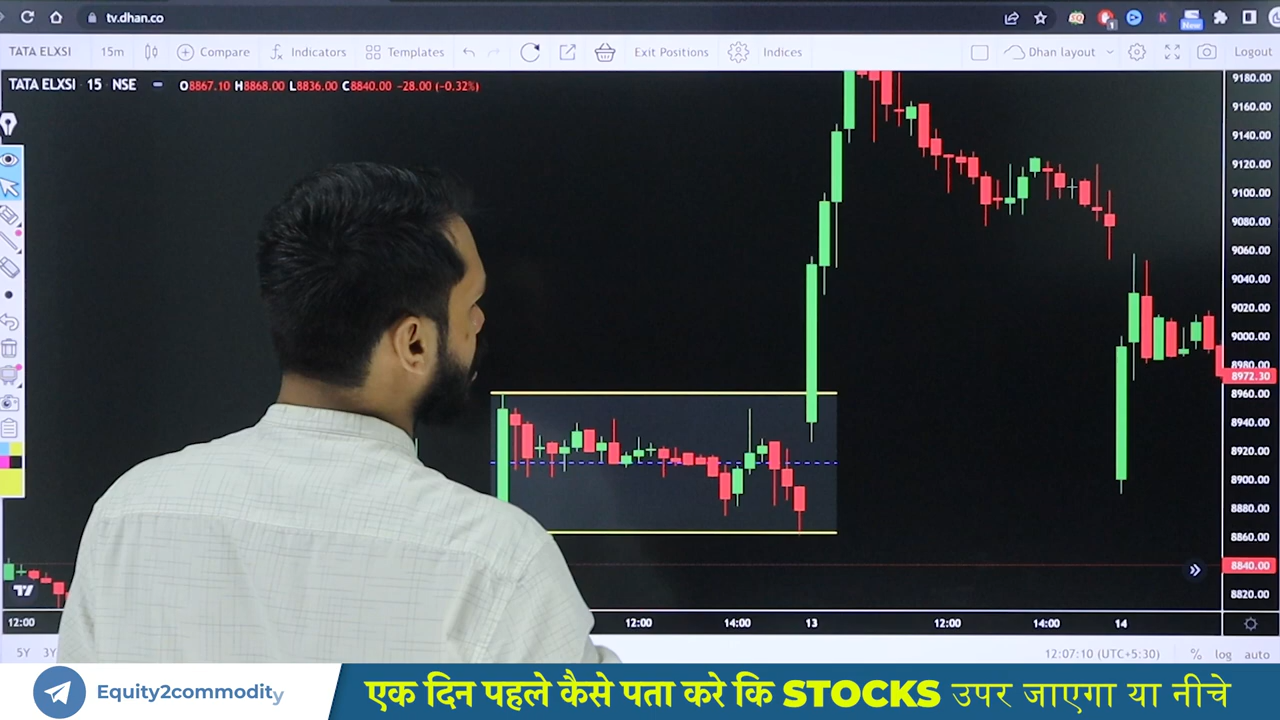 tv.dhan.co
New
1
TATA ELXSI 15m Compare Indicators Templates Exit Positions Indices Dhan layout Logout
TATA ELXSI · 15 · NSE O8867.10 H8868.00 L8836.00 C8840.00 −28.00 (−0.32%)
9180.00
9160.00
9140.00
9120.00
9100.00
9080.00
9060.00
9040.00
9020.00
9000.00
8980.00
8972.30
8960.00
8940.00
8920.00
8900.00
8880.00
8860.00
8840.00
8820.00
12:00 12:00 14:00 13 12:00 14:00 14
5Y 3Y 12:07:10 (UTC+5:30) % log auto
Equity2commodity
एक दिन पहले कैसे पता करे कि STOCKS उपर जाएगा या नीचे